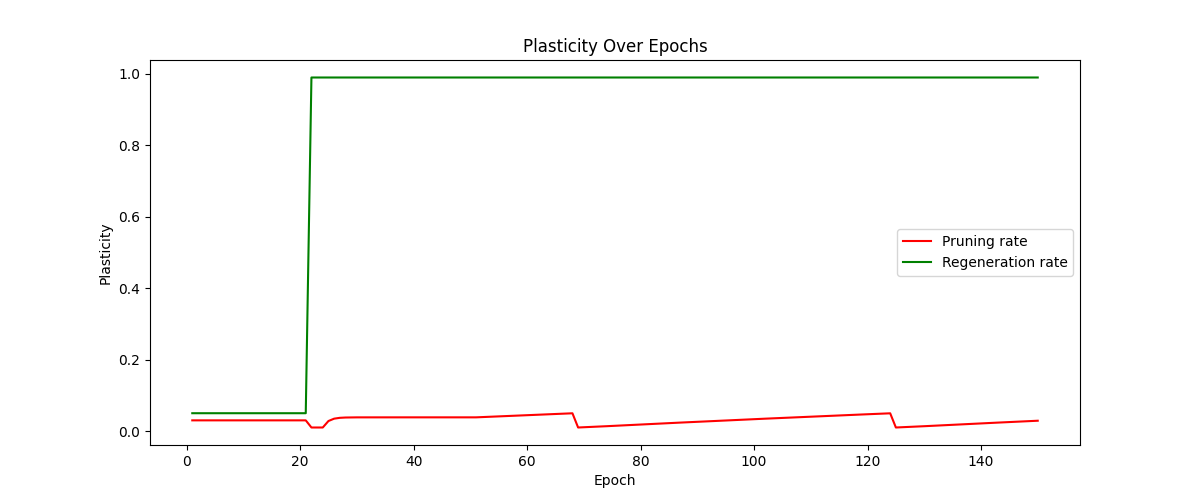 Plasticity Over Epochs
1.0
0.8
0.6
0.4
0.2
0.0
Plasticity
Pruning rate
Regeneration rate
0 20 40 60 80 100 120 140
Epoch